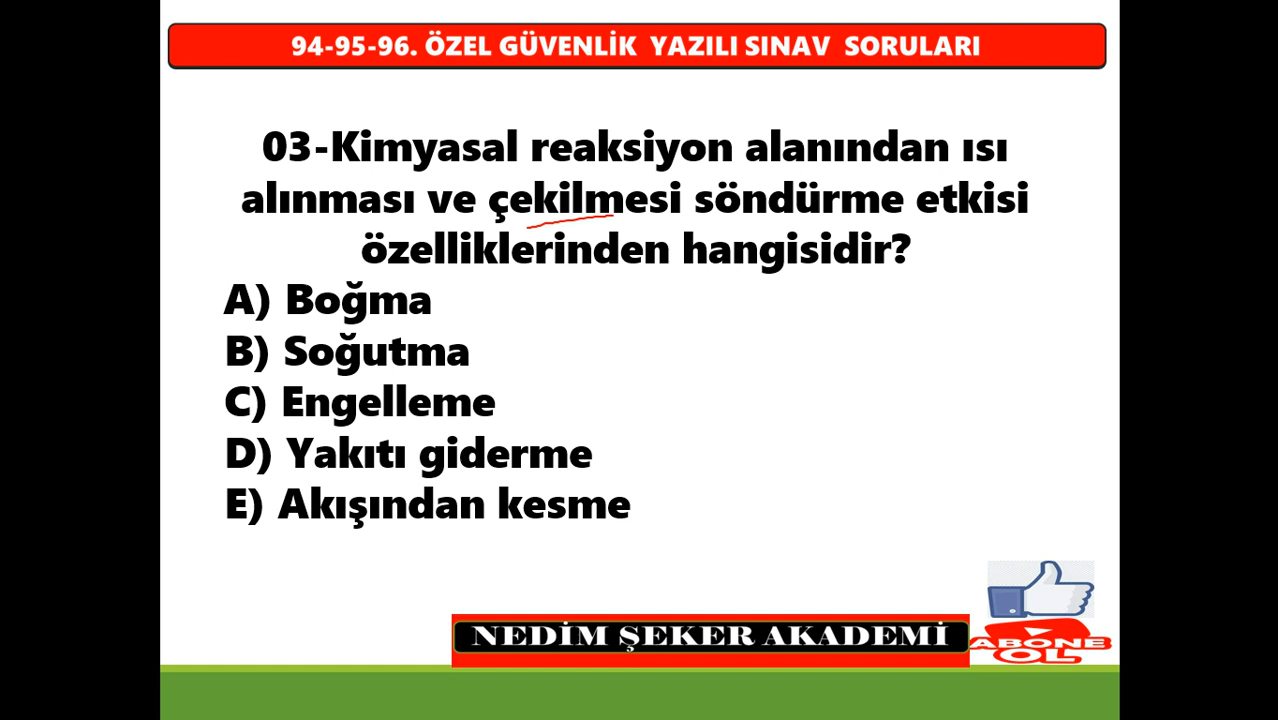 94-95-96. ÖZEL GÜVENLİK YAZILI SINAV SORULARI
03-Kimyasal reaksiyon alanından ısı
alınması ve çekilmesi söndürme etkisi
özelliklerinden hangisidir?
A) Boğma
B) Soğutma
C) Engelleme
D) Yakıtı giderme
E) Akışından kesme
NEDİM ŞEKER AKADEMİ
ABONE
OL